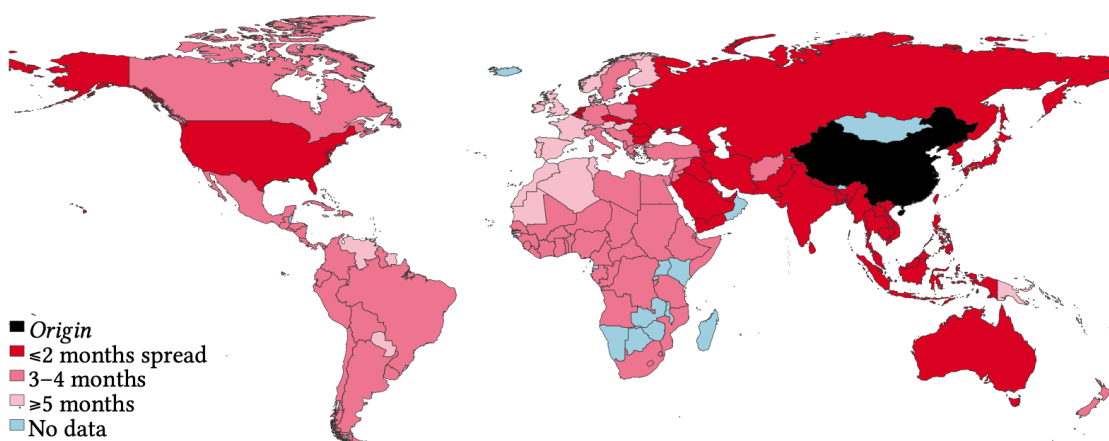 Origin
≤2 months spread
3–4 months
≥5 months
No data